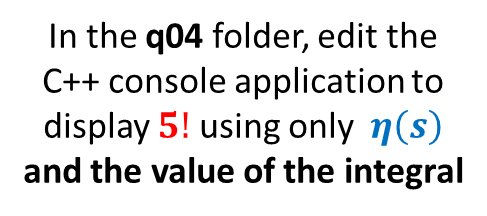 In the q04 folder, edit the
C++ console application to
display 5! using only η(s)
and the value of the integral